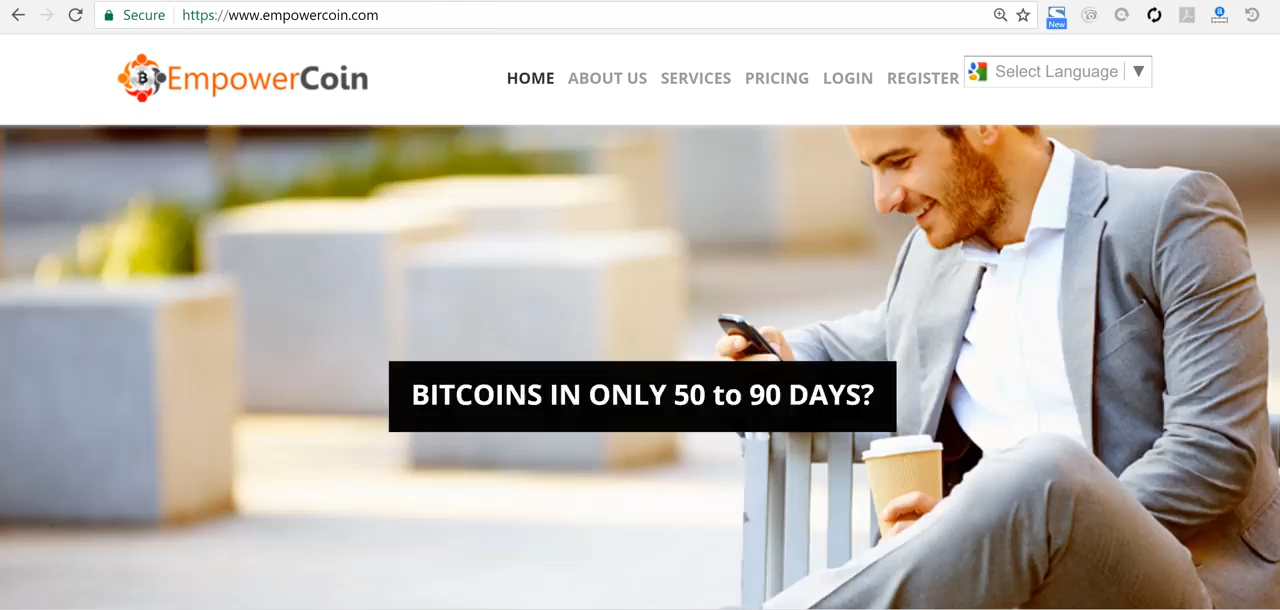 Secure https://www.empowercoin.com
New
EmpowerCoin
HOME ABOUT US SERVICES PRICING LOGIN REGISTER Select Language ▼
BITCOINS IN ONLY 50 to 90 DAYS?